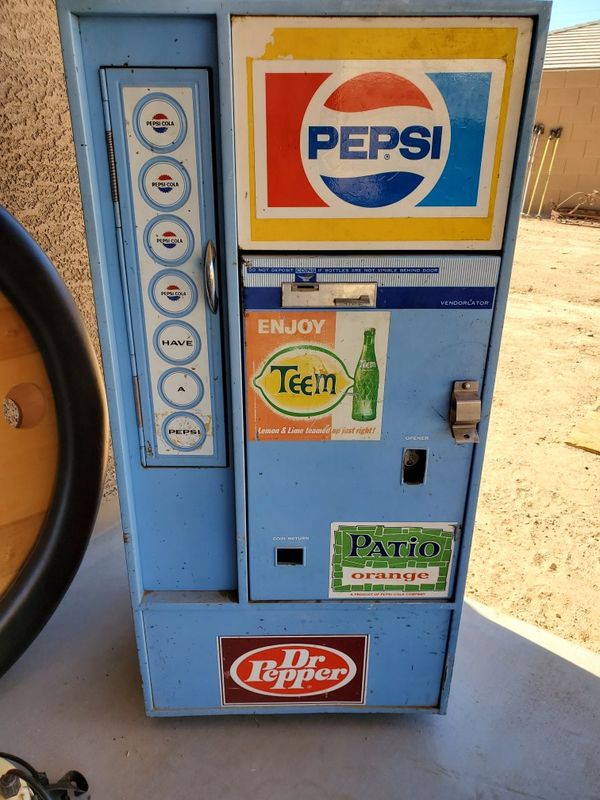 PEPSI
PEPSI-COLA
PEPSI-COLA
PEPSI-COLA
PEPSI-COLA
HAVE
A
PEPSI
DO NOT DEPOSIT COINS IF BOTTLES ARE NOT VISIBLE BEHIND DOOR
VENDORLATOR
ENJOY
TEEM
TEEM
Lemon & Lime teamed up just right!
OPENER
COIN RETURN
PATiO
orange
A PRODUCT OF PEPSI-COLA COMPANY
Dr
Pepper